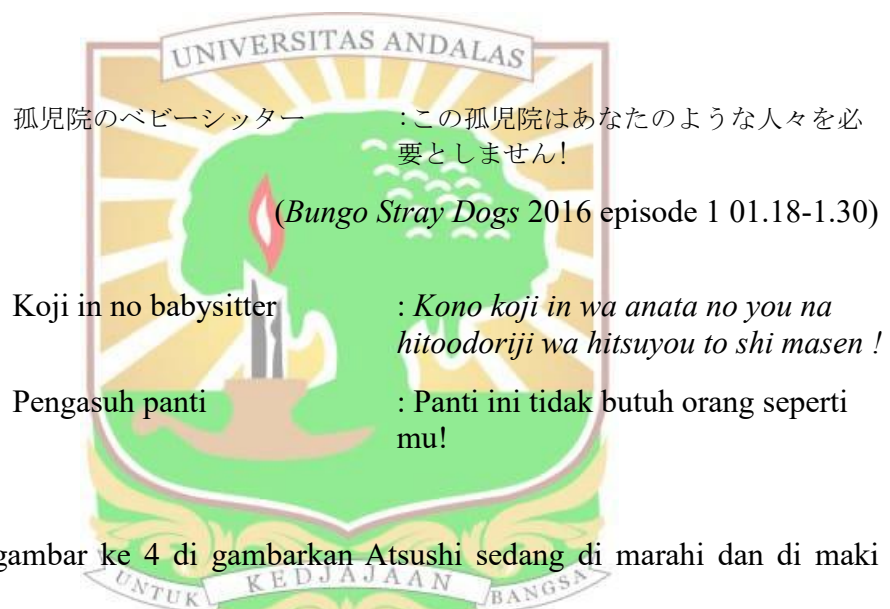 UNIVERSITAS ANDALAS
孤児院のベビーシッター :この孤児院はあなたのような人々を必
要としません!
(Bungo Stray Dogs 2016 episode 1 01.18-1.30)
Koji in no babysitter : Kono koji in wa anata no you na
hitoodoriji wa hitsuyou to shi masen !
Pengasuh panti : Panti ini tidak butuh orang seperti
mu!
gambar ke 4 di gambarkan Atsushi sedang di marahi dan di maki
UNTUK KEDJAJAAN BANGSA